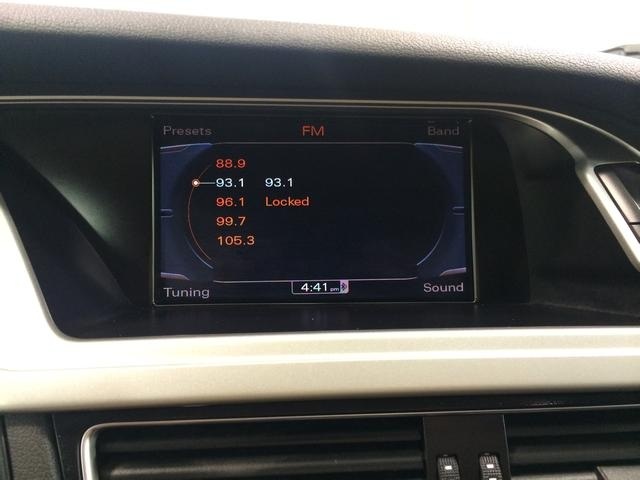 Presets FM Band
88.9
93.1 93.1
96.1 Locked
99.7
105.3
Tuning 4:41 pm Sound